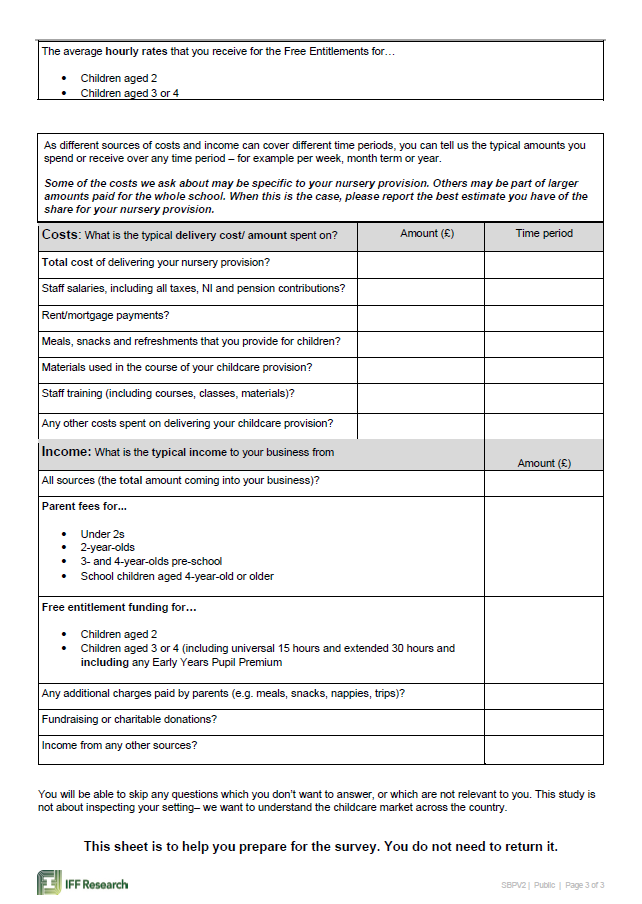 The average hourly rates that you receive for the Free Entitlements for…
• Children aged 2
• Children aged 3 or 4
As different sources of costs and income can cover different time periods, you can tell us the typical amounts you
spend or receive over any time period – for example per week, month term or year.
Some of the costs we ask about may be specific to your nursery provision. Others may be part of larger
amounts paid for the whole school. When this is the case, please report the best estimate you have of the
share for your nursery provision.
Costs: What is the typical delivery cost/ amount spent on? Amount (£) Time period
Total cost of delivering your nursery provision?
Staff salaries, including all taxes, NI and pension contributions?
Rent/mortgage payments?
Meals, snacks and refreshments that you provide for children?
Materials used in the course of your childcare provision?
Staff training (including courses, classes, materials)?
Any other costs spent on delivering your childcare provision?
Income: What is the typical income to your business from
Amount (£)
All sources (the total amount coming into your business)?
Parent fees for...
• Under 2s
• 2-year-olds
• 3- and 4-year-olds pre-school
• School children aged 4-year-old or older
Free entitlement funding for…
• Children aged 2
• Children aged 3 or 4 (including universal 15 hours and extended 30 hours and
including any Early Years Pupil Premium
Any additional charges paid by parents (e.g. meals, snacks, nappies, trips)?
Fundraising or charitable donations?
Income from any other sources?
You will be able to skip any questions which you don't want to answer, or which are not relevant to you. This study is
not about inspecting your setting– we want to understand the childcare market across the country.
This sheet is to help you prepare for the survey. You do not need to return it.
IFF Research
SBPV2 | Public | Page 3 of 3